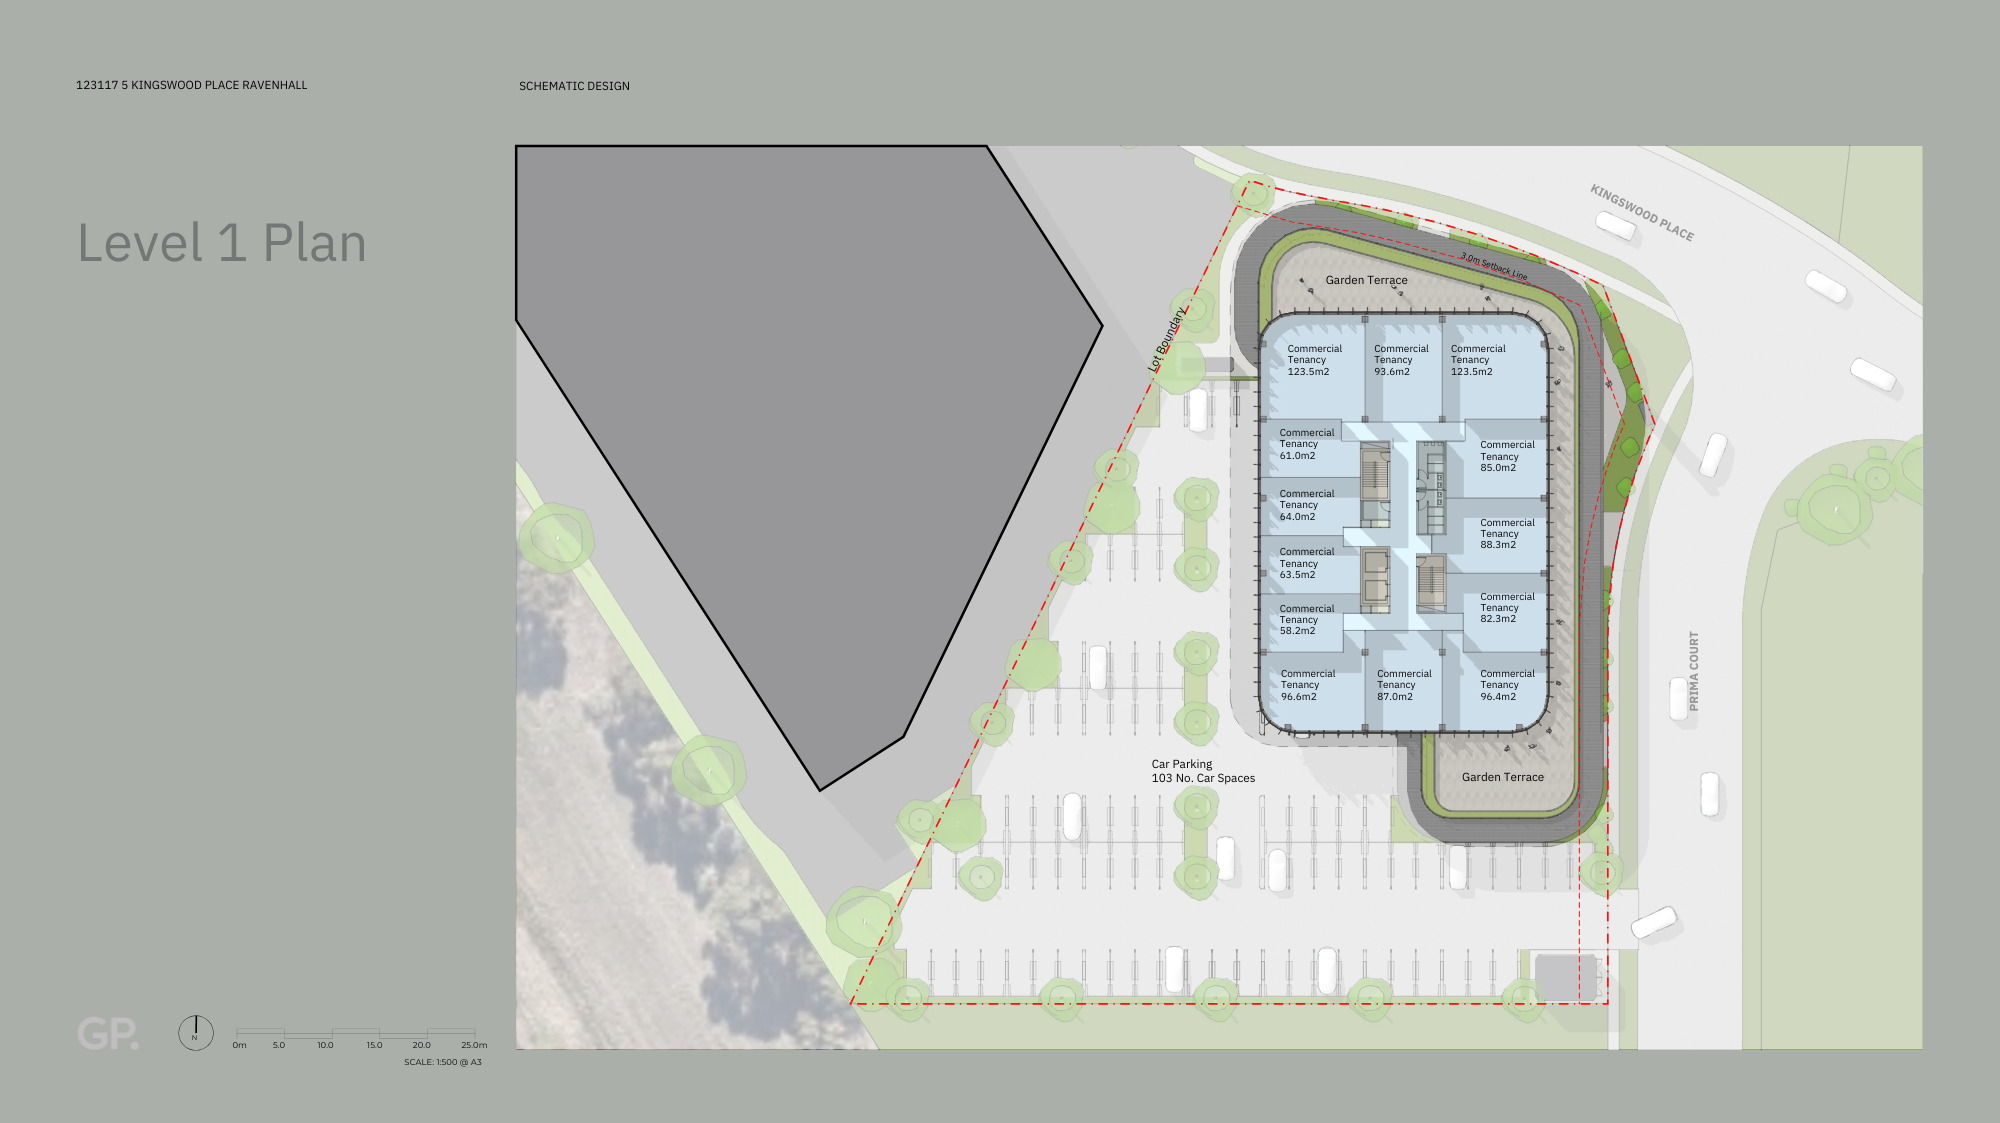 123117 5 KINGSWOOD PLACE RAVENHALL
SCHEMATIC DESIGN
Level 1 Plan
KINGSWOOD PLACE
3.0m Setback Line
Garden Terrace
Lot Boundary
Commercial
Tenancy
123.5m2
Commercial
Tenancy
93.6m2
Commercial
Tenancy
123.5m2
Commercial
Tenancy
61.0m2
Commercial
Tenancy
85.0m2
Commercial
Tenancy
64.0m2
Commercial
Tenancy
88.3m2
Commercial
Tenancy
63.5m2
Commercial
Tenancy
82.3m2
Commercial
Tenancy
58.2m2
Commercial
Tenancy
96.6m2
Commercial
Tenancy
87.0m2
Commercial
Tenancy
96.4m2
PRIMA COURT
Car Parking
103 No. Car Spaces
Garden Terrace
GP.
N
0m 5.0 10.0 15.0 20.0 25.0m
SCALE: 1:500 @ A3